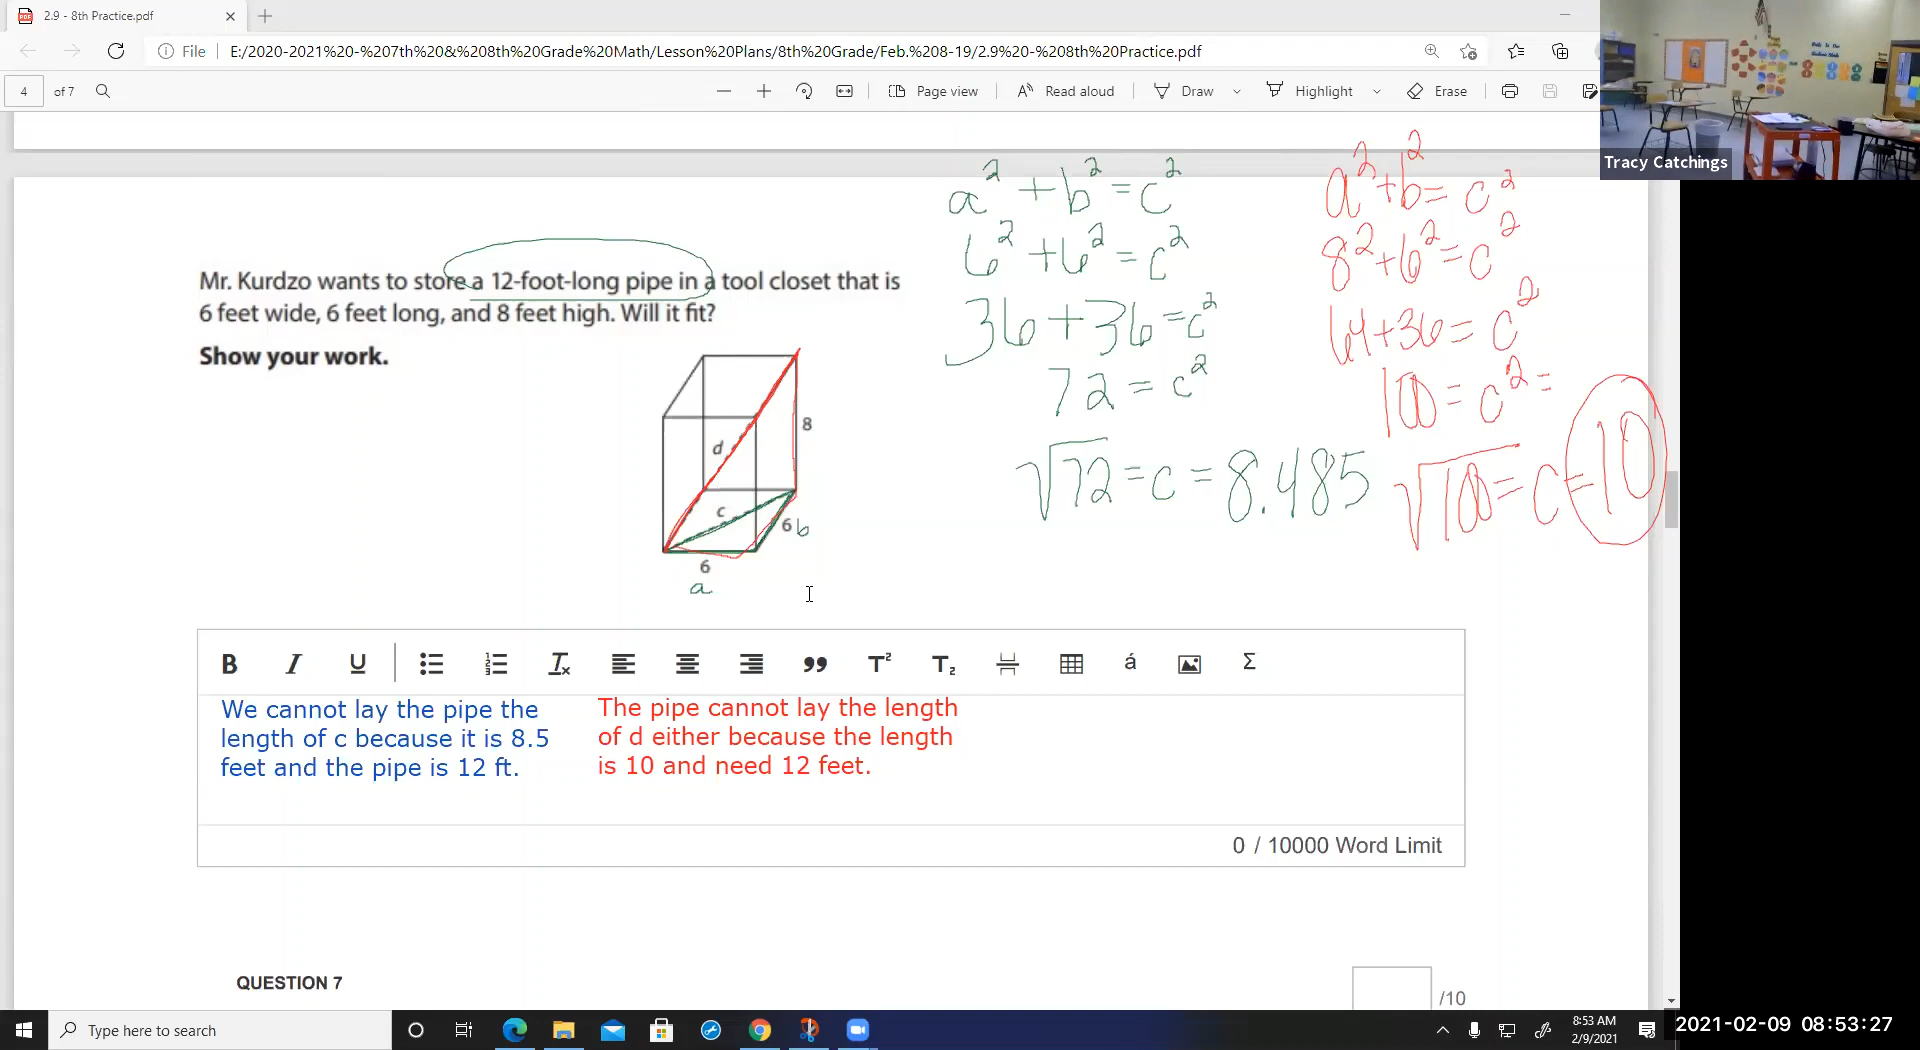 2.9 - 8th Practice.pdf
File
E:/2020-2021%20-%207th%20&%208th%20Grade%20Math/Lesson%20Plans/8th%20Grade/Feb.%208-19/2.9%20-%208th%20Practice.pdf
4 of 7
Page view
Read aloud
Draw
Highlight
Erase
Tracy Catchings
a² + b² = c²
6² + 6² = c²
36 + 36 = c²
72 = c²
√72 = c = 8.485
a² + b² = c²
8² + 6² = c²
64 + 36 = c²
100 = c² =
√100 = c = 10
Mr. Kurdzo wants to store a 12-foot-long pipe in a tool closet that is
6 feet wide, 6 feet long, and 8 feet high. Will it fit?
Show your work.
8
d
c
6 b
6
a
B I U T² T₂ á Σ
We cannot lay the pipe the
length of c because it is 8.5
feet and the pipe is 12 ft.
The pipe cannot lay the length
of d either because the length
is 10 and need 12 feet.
0 / 10000 Word Limit
QUESTION 7
/10
Type here to search
8:53 AM
2/9/2021
2021-02-09 08:53:27